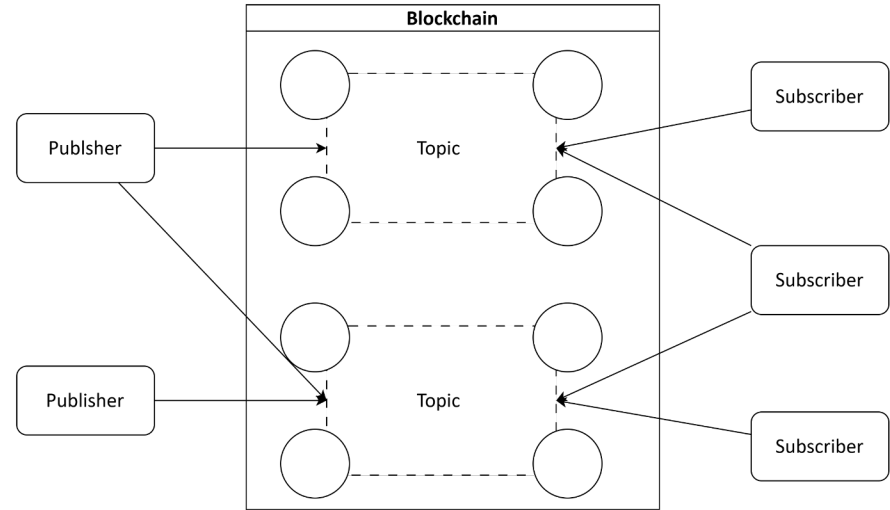 Blockchain
Publsher
Topic
Subscriber
Subscriber
Publisher
Topic
Subscriber